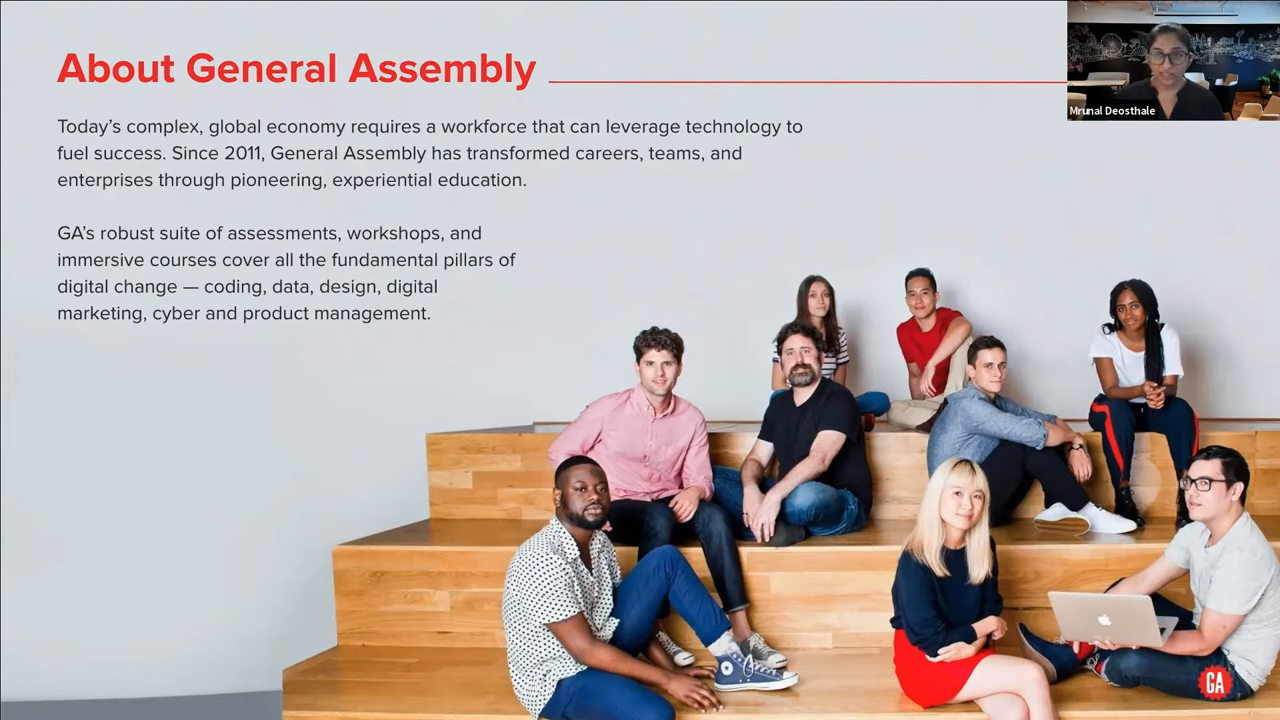 About General Assembly
Mrunal Deosthale
Today's complex, global economy requires a workforce that can leverage technology to
fuel success. Since 2011, General Assembly has transformed careers, teams, and
enterprises through pioneering, experiential education.
GA's robust suite of assessments, workshops, and
immersive courses cover all the fundamental pillars of
digital change — coding, data, design, digital
marketing, cyber and product management.
GA